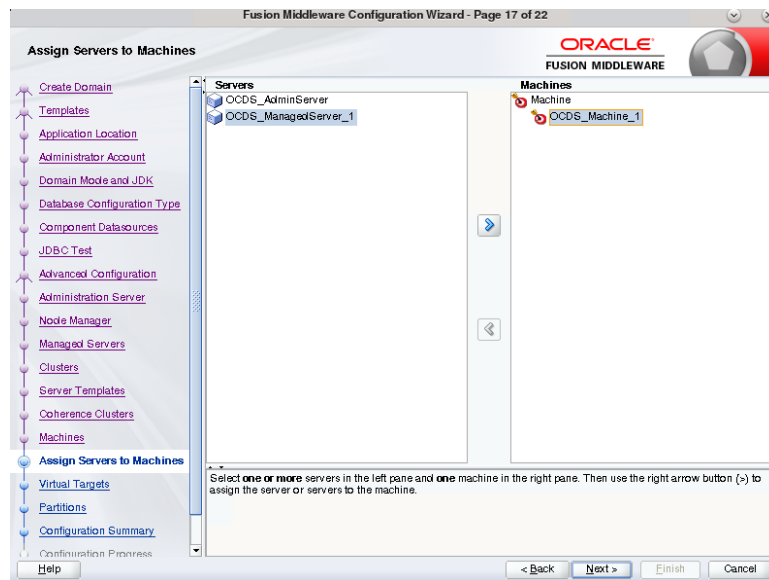 Fusion Middleware Configuration Wizard - Page 17 of 22
Assign Servers to Machines
ORACLE
FUSION MIDDLEWARE
Create Domain
Templates
Application Location
Administrator Account
Domain Mode and JDK
Database Configuration Type
Component Datasources
JDBC Test
Advanced Configuration
Administration Server
Node Manager
Managed Servers
Clusters
Server Templates
Coherence Clusters
Machines
Assign Servers to Machines
Virtual Targets
Partitions
Configuration Summary
Configuration Progress
Servers
OCDS_AdminServer
OCDS_ManagedServer_1
Machines
Machine
OCDS_Machine_1
Select one or more servers in the left pane and one machine in the right pane. Then use the right arrow button (>) to
assign the server or servers to the machine.
Help
< Back
Next >
Finish
Cancel